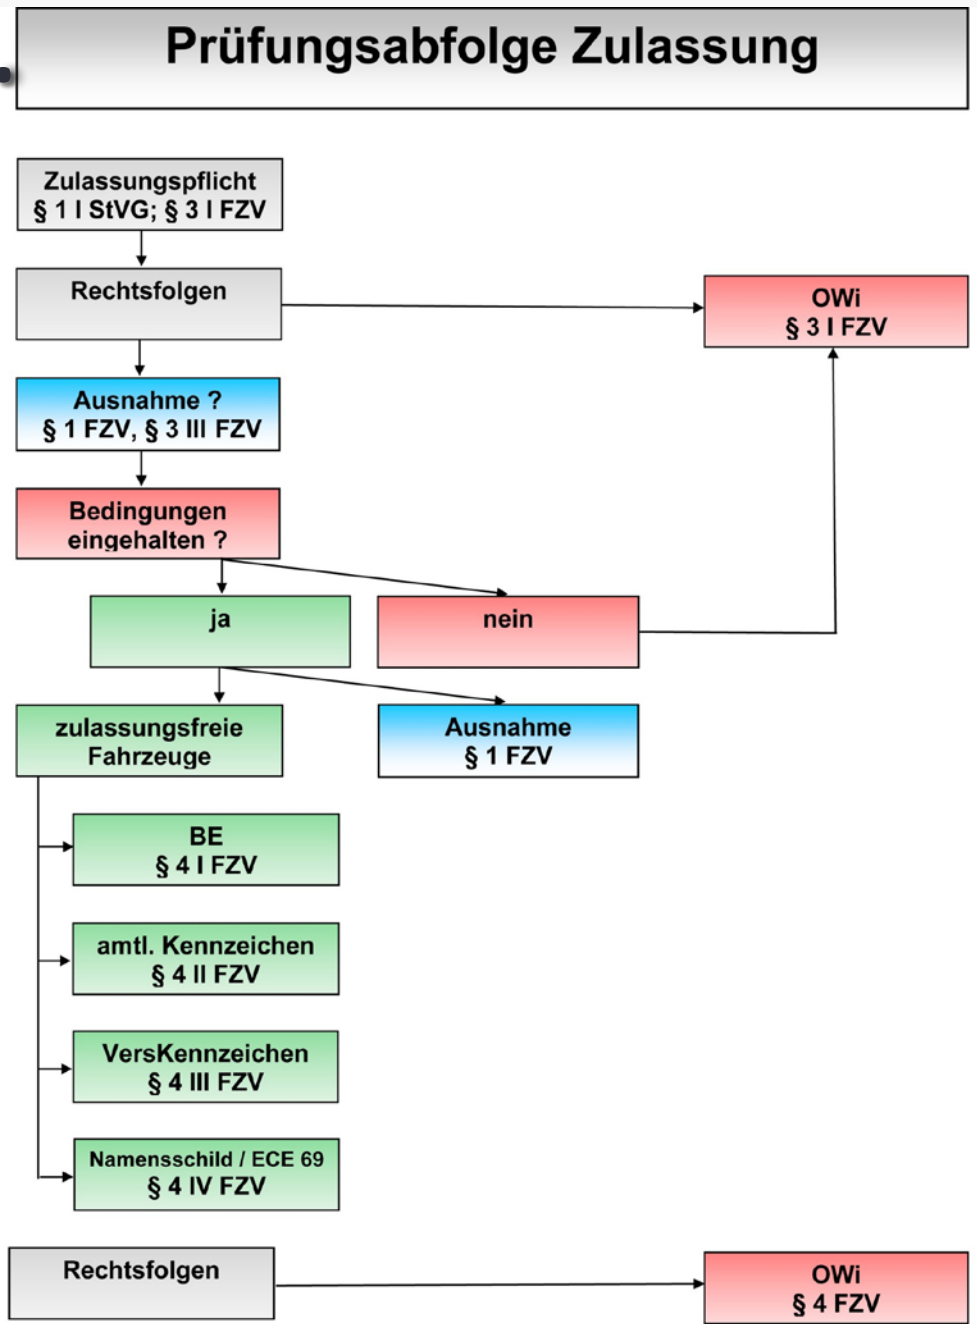 Prüfungsabfolge Zulassung
Zulassungspflicht
§ 1 I StVG; § 3 I FZV
Rechtsfolgen
OWi
§ 3 I FZV
Ausnahme ?
§ 1 FZV, § 3 III FZV
Bedingungen
eingehalten ?
ja
nein
zulassungsfreie
Fahrzeuge
Ausnahme
§ 1 FZV
BE
§ 4 I FZV
amtl. Kennzeichen
§ 4 II FZV
VersKennzeichen
§ 4 III FZV
Namensschild / ECE 69
§ 4 IV FZV
Rechtsfolgen
OWi
§ 4 FZV